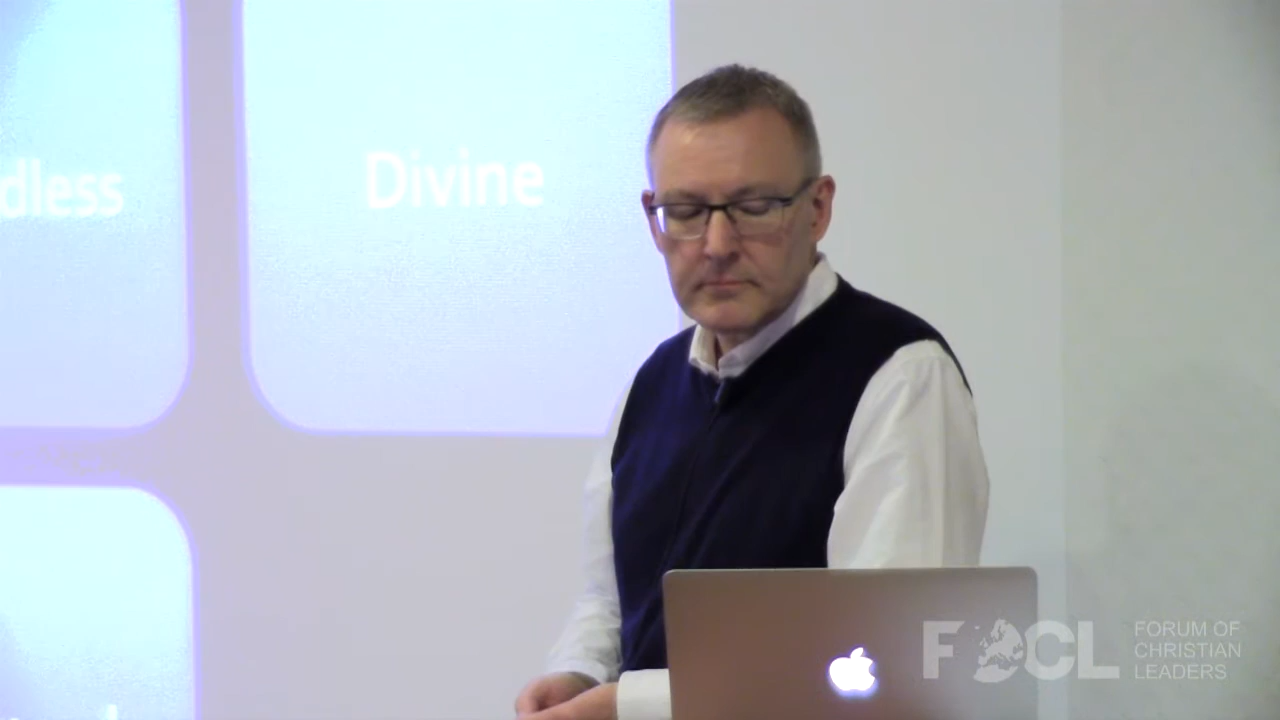 dless
Divine
FOCL
FORUM OF
CHRISTIAN
LEADERS